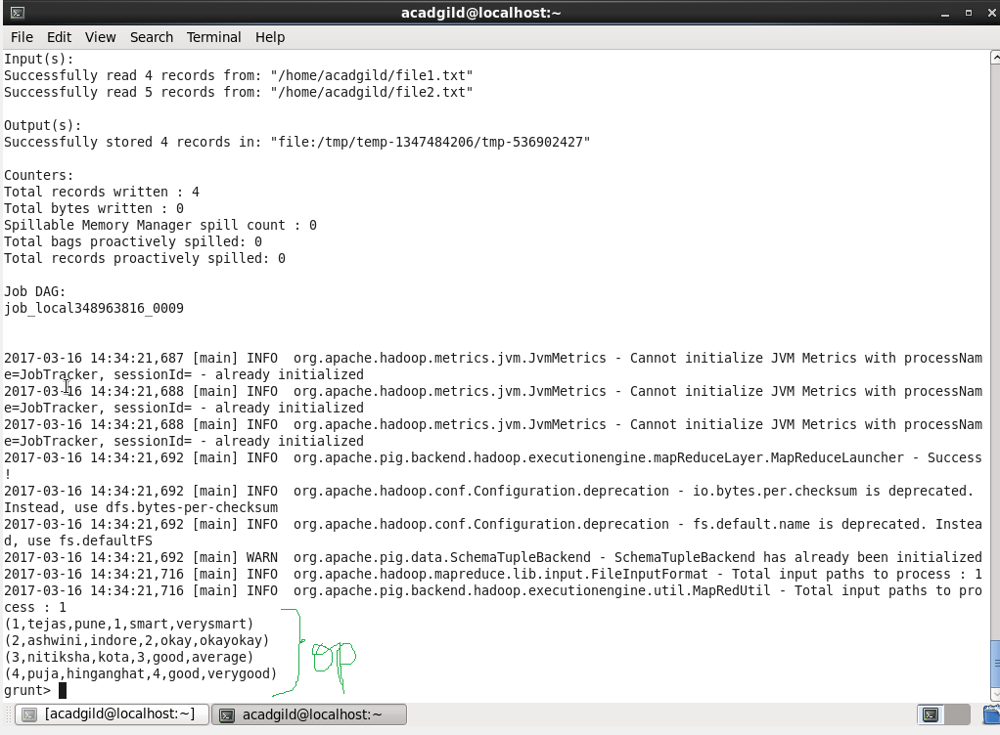 acadgild@localhost:~
File Edit View Search Terminal Help
Input(s):
Successfully read 4 records from: "/home/acadgild/file1.txt"
Successfully read 5 records from: "/home/acadgild/file2.txt"
Output(s):
Successfully stored 4 records in: "file:/tmp/temp-1347484206/tmp-536902427"
Counters:
Total records written : 4
Total bytes written : 0
Spillable Memory Manager spill count : 0
Total bags proactively spilled: 0
Total records proactively spilled: 0
Job DAG:
job_local348963816_0009
2017-03-16 14:34:21,687 [main] INFO  org.apache.hadoop.metrics.jvm.JvmMetrics - Cannot initialize JVM Metrics with processNam
e=JobTracker, sessionId= - already initialized
2017-03-16 14:34:21,688 [main] INFO  org.apache.hadoop.metrics.jvm.JvmMetrics - Cannot initialize JVM Metrics with processNam
e=JobTracker, sessionId= - already initialized
2017-03-16 14:34:21,688 [main] INFO  org.apache.hadoop.metrics.jvm.JvmMetrics - Cannot initialize JVM Metrics with processNam
e=JobTracker, sessionId= - already initialized
2017-03-16 14:34:21,692 [main] INFO  org.apache.pig.backend.hadoop.executionengine.mapReduceLayer.MapReduceLauncher - Success
!
2017-03-16 14:34:21,692 [main] INFO  org.apache.hadoop.conf.Configuration.deprecation - io.bytes.per.checksum is deprecated.
Instead, use dfs.bytes-per-checksum
2017-03-16 14:34:21,692 [main] INFO  org.apache.hadoop.conf.Configuration.deprecation - fs.default.name is deprecated. Instea
d, use fs.defaultFS
2017-03-16 14:34:21,692 [main] WARN  org.apache.pig.data.SchemaTupleBackend - SchemaTupleBackend has already been initialized
2017-03-16 14:34:21,716 [main] INFO  org.apache.hadoop.mapreduce.lib.input.FileInputFormat - Total input paths to process : 1
2017-03-16 14:34:21,716 [main] INFO  org.apache.pig.backend.hadoop.executionengine.util.MapRedUtil - Total input paths to pro
cess : 1
(1,tejas,pune,1,smart,verysmart)
(2,ashwini,indore,2,okay,okayokay)
(3,nitiksha,kota,3,good,average)
(4,puja,hinganghat,4,good,verygood)
op
grunt>
[acadgild@localhost:~] acadgild@localhost:~